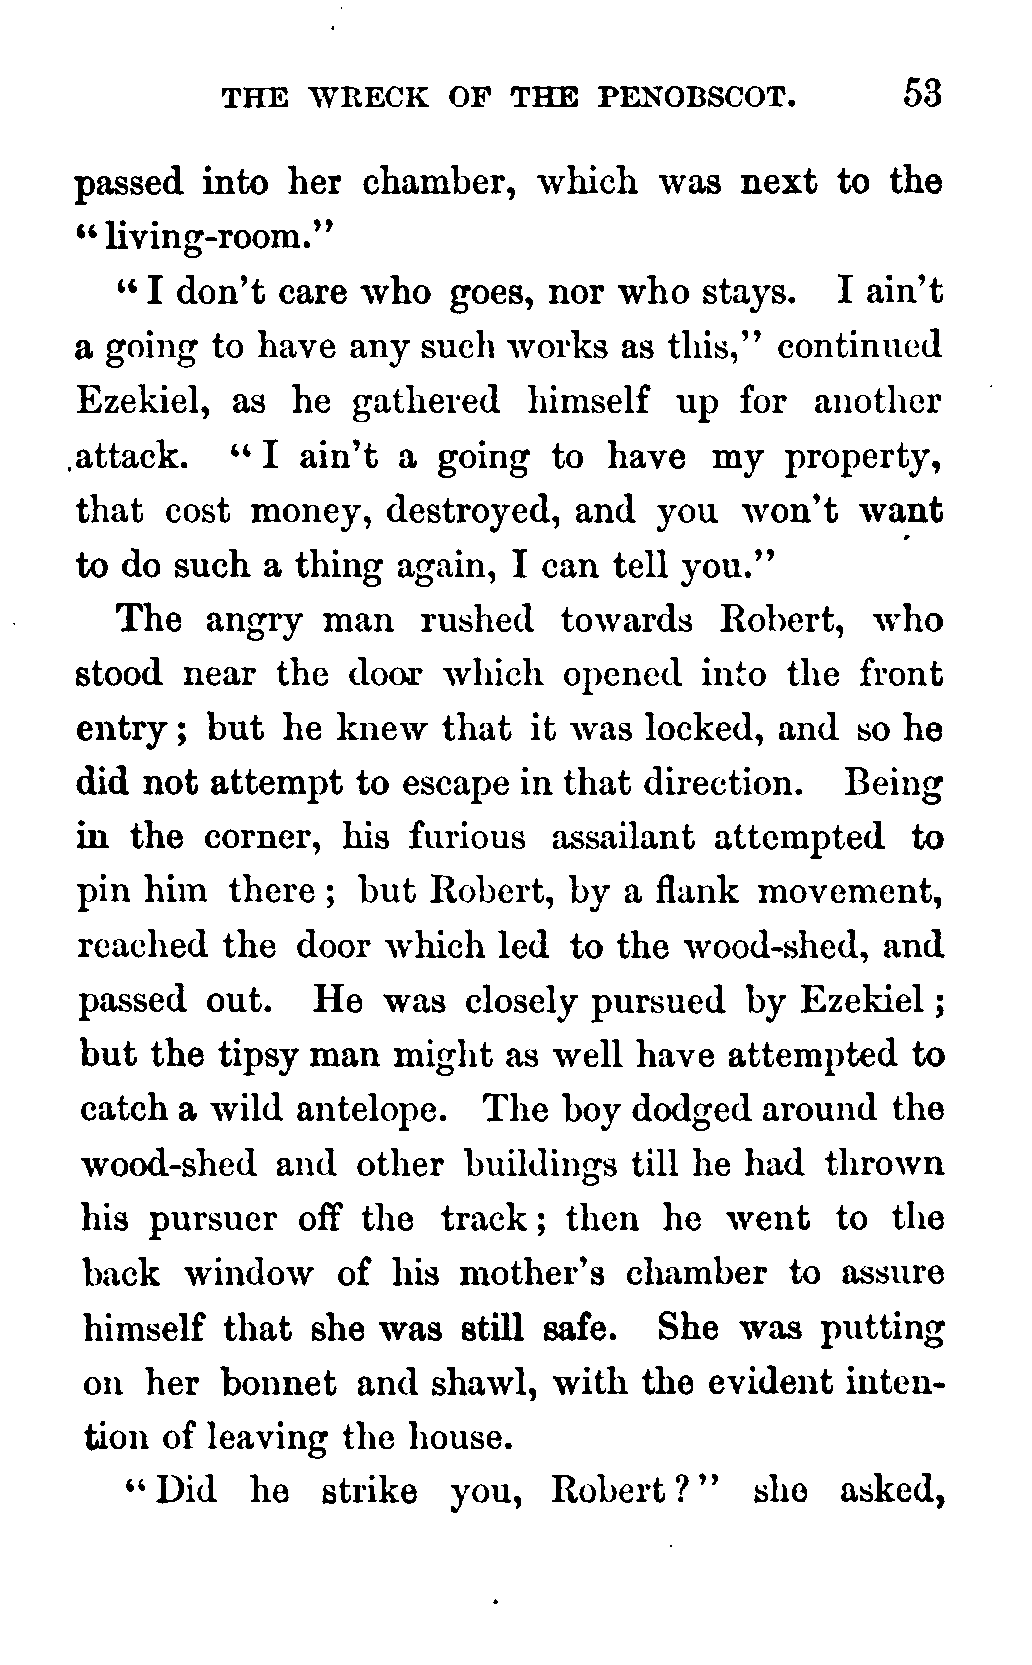 THE WRECK OF THE PENOBSCOT. 53
passed into her chamber, which was next to the
“living-room.”
“I don’t care who goes, nor who stays. I ain’t
a going to have any such works as this,” continued
Ezekiel, as he gathered himself up for another
attack. “I ain’t a going to have my property,
that cost money, destroyed, and you won’t want
to do such a thing again, I can tell you.”
The angry man rushed towards Robert, who
stood near the door which opened into the front
entry; but he knew that it was locked, and so he
did not attempt to escape in that direction. Being
in the corner, his furious assailant attempted to
pin him there; but Robert, by a flank movement,
reached the door which led to the wood-shed, and
passed out. He was closely pursued by Ezekiel;
but the tipsy man might as well have attempted to
catch a wild antelope. The boy dodged around the
wood-shed and other buildings till he had thrown
his pursuer off the track; then he went to the
back window of his mother’s chamber to assure
himself that she was still safe. She was putting
on her bonnet and shawl, with the evident inten-
tion of leaving the house.
“Did he strike you, Robert?” she asked,